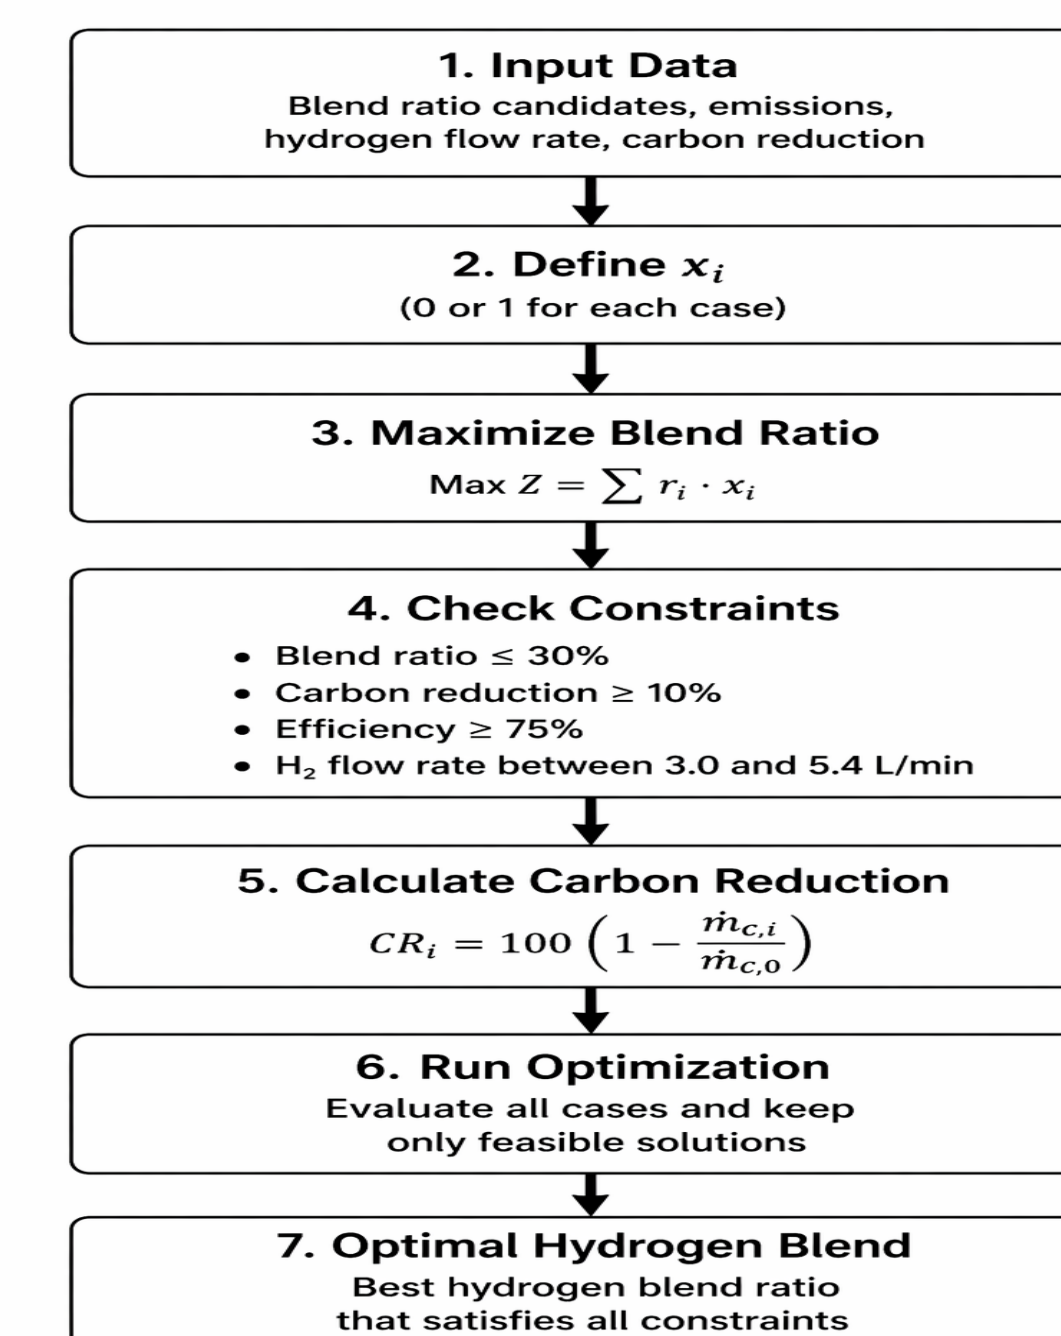 1. Input Data
Blend ratio candidates, emissions,
hydrogen flow rate, carbon reduction
2. Define xᵢ
(0 or 1 for each case)
3. Maximize Blend Ratio
Max Z = ∑ rᵢ · xᵢ
4. Check Constraints
• Blend ratio ≤ 30%
• Carbon reduction ≥ 10%
• Efficiency ≥ 75%
• H₂ flow rate between 3.0 and 5.4 L/min
5. Calculate Carbon Reduction
CRᵢ = 100 (1 − ṁ_{C,i} / ṁ_{C,0})
6. Run Optimization
Evaluate all cases and keep
only feasible solutions
7. Optimal Hydrogen Blend
Best hydrogen blend ratio
that satisfies all constraints